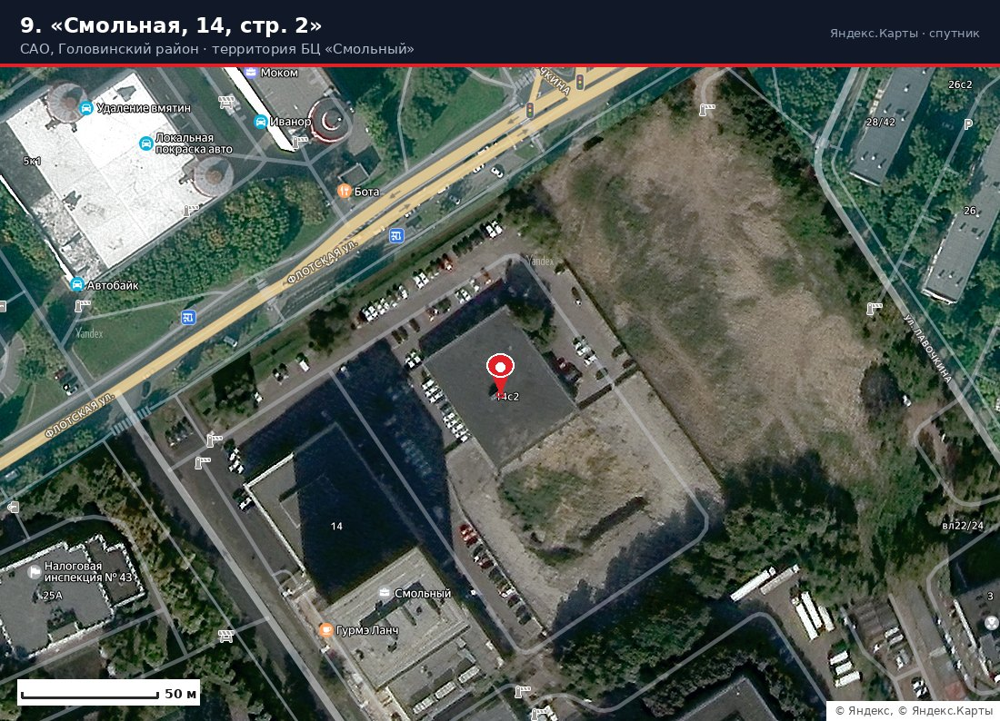 9. «Смольная, 14, стр. 2»
САО, Головинский район · территория БЦ «Смольный»
Яндекс.Карты · спутник
Моком
26с2
Удаление вмятин
Иванор
28/42
P
Локальная
покраска авто
5к1
Бота
26
ФЛОТСКАЯ ул.
Yandex
Автобайк
Yandex
ул. ЛАВОЧКИНА
14с2
ФЛОТСКАЯ ул.
14
вл22/24
Налоговая
инспекция № 43
25А
Смольный
3
Гурмэ Ланч
50 м
© Яндекс, © Яндекс.Карты